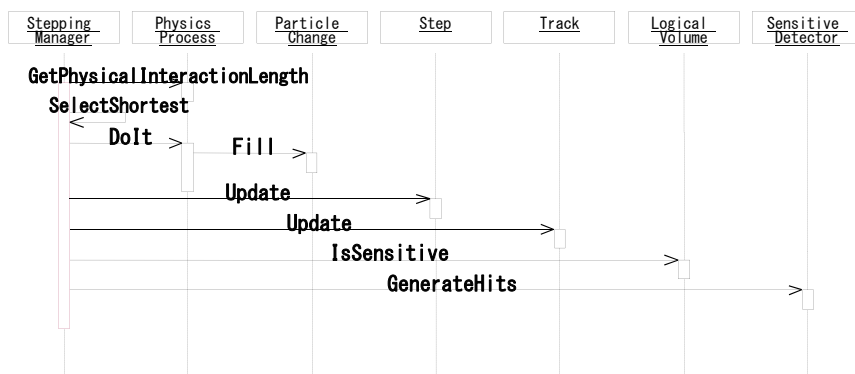 Stepping Manager
Physics Process
Particle Change
Step
Track
Logical Volume
Sensitive Detector
GetPhysicalInteractionLength
SelectShortest
DoIt
Fill
Update
Update
IsSensitive
GenerateHits